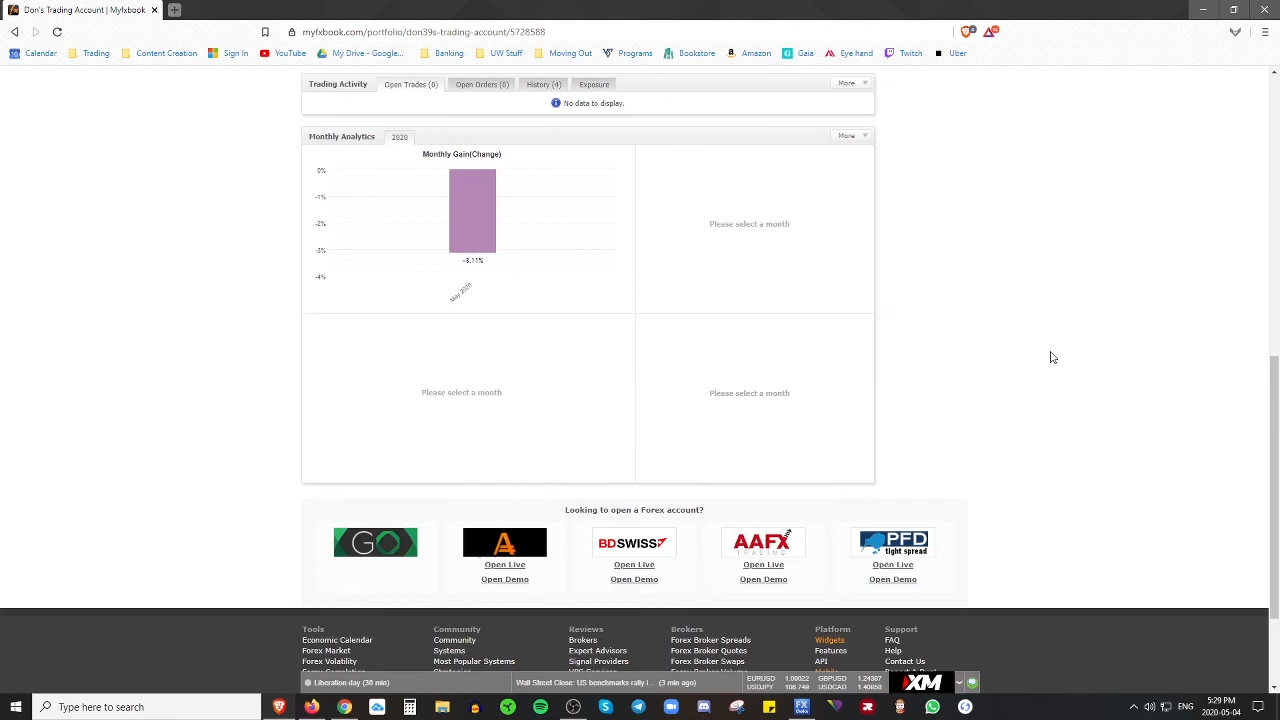 Don's Trading Account | Myfxbook
myfxbook.com/portfolio/don39s-trading-account/5728588
Calendar Trading Content Creation Sign In YouTube My Drive - Google... Banking UW Stuff Moving Out Programs Bookstore Amazon Gaia Eye hand Twitch Uber
Trading Activity Open Trades (0) Open Orders (0) History (4) Exposure More
No data to display.
Monthly Analytics 2020 More
Monthly Gain(Change)
0%
-1%
-2%
-3%
-4%
-3.11%
May 2020
Please select a month
Please select a month
Please select a month
Looking to open a Forex account?
GO A BDSWISS AAFX TRADING PFD tight spread
Open Live Open Live Open Live Open Live
Open Demo Open Demo Open Demo Open Demo
Tools Community Reviews Brokers Platform Support
Economic Calendar Community Brokers Forex Broker Spreads Widgets FAQ
Forex Market Systems Expert Advisors Forex Broker Quotes Features Help
Forex Volatility Most Popular Systems Signal Providers Forex Broker Swaps API Contact Us
Liberation day (30 min) Wall Street Close: US benchmarks rally i... (3 min ago) EURUSD 1.09022 GBPUSD 1.24397 XM
USDJPY 106.749 USDCAD 1.40858
Type here to search
ENG
5:29 PM
2020-05-04